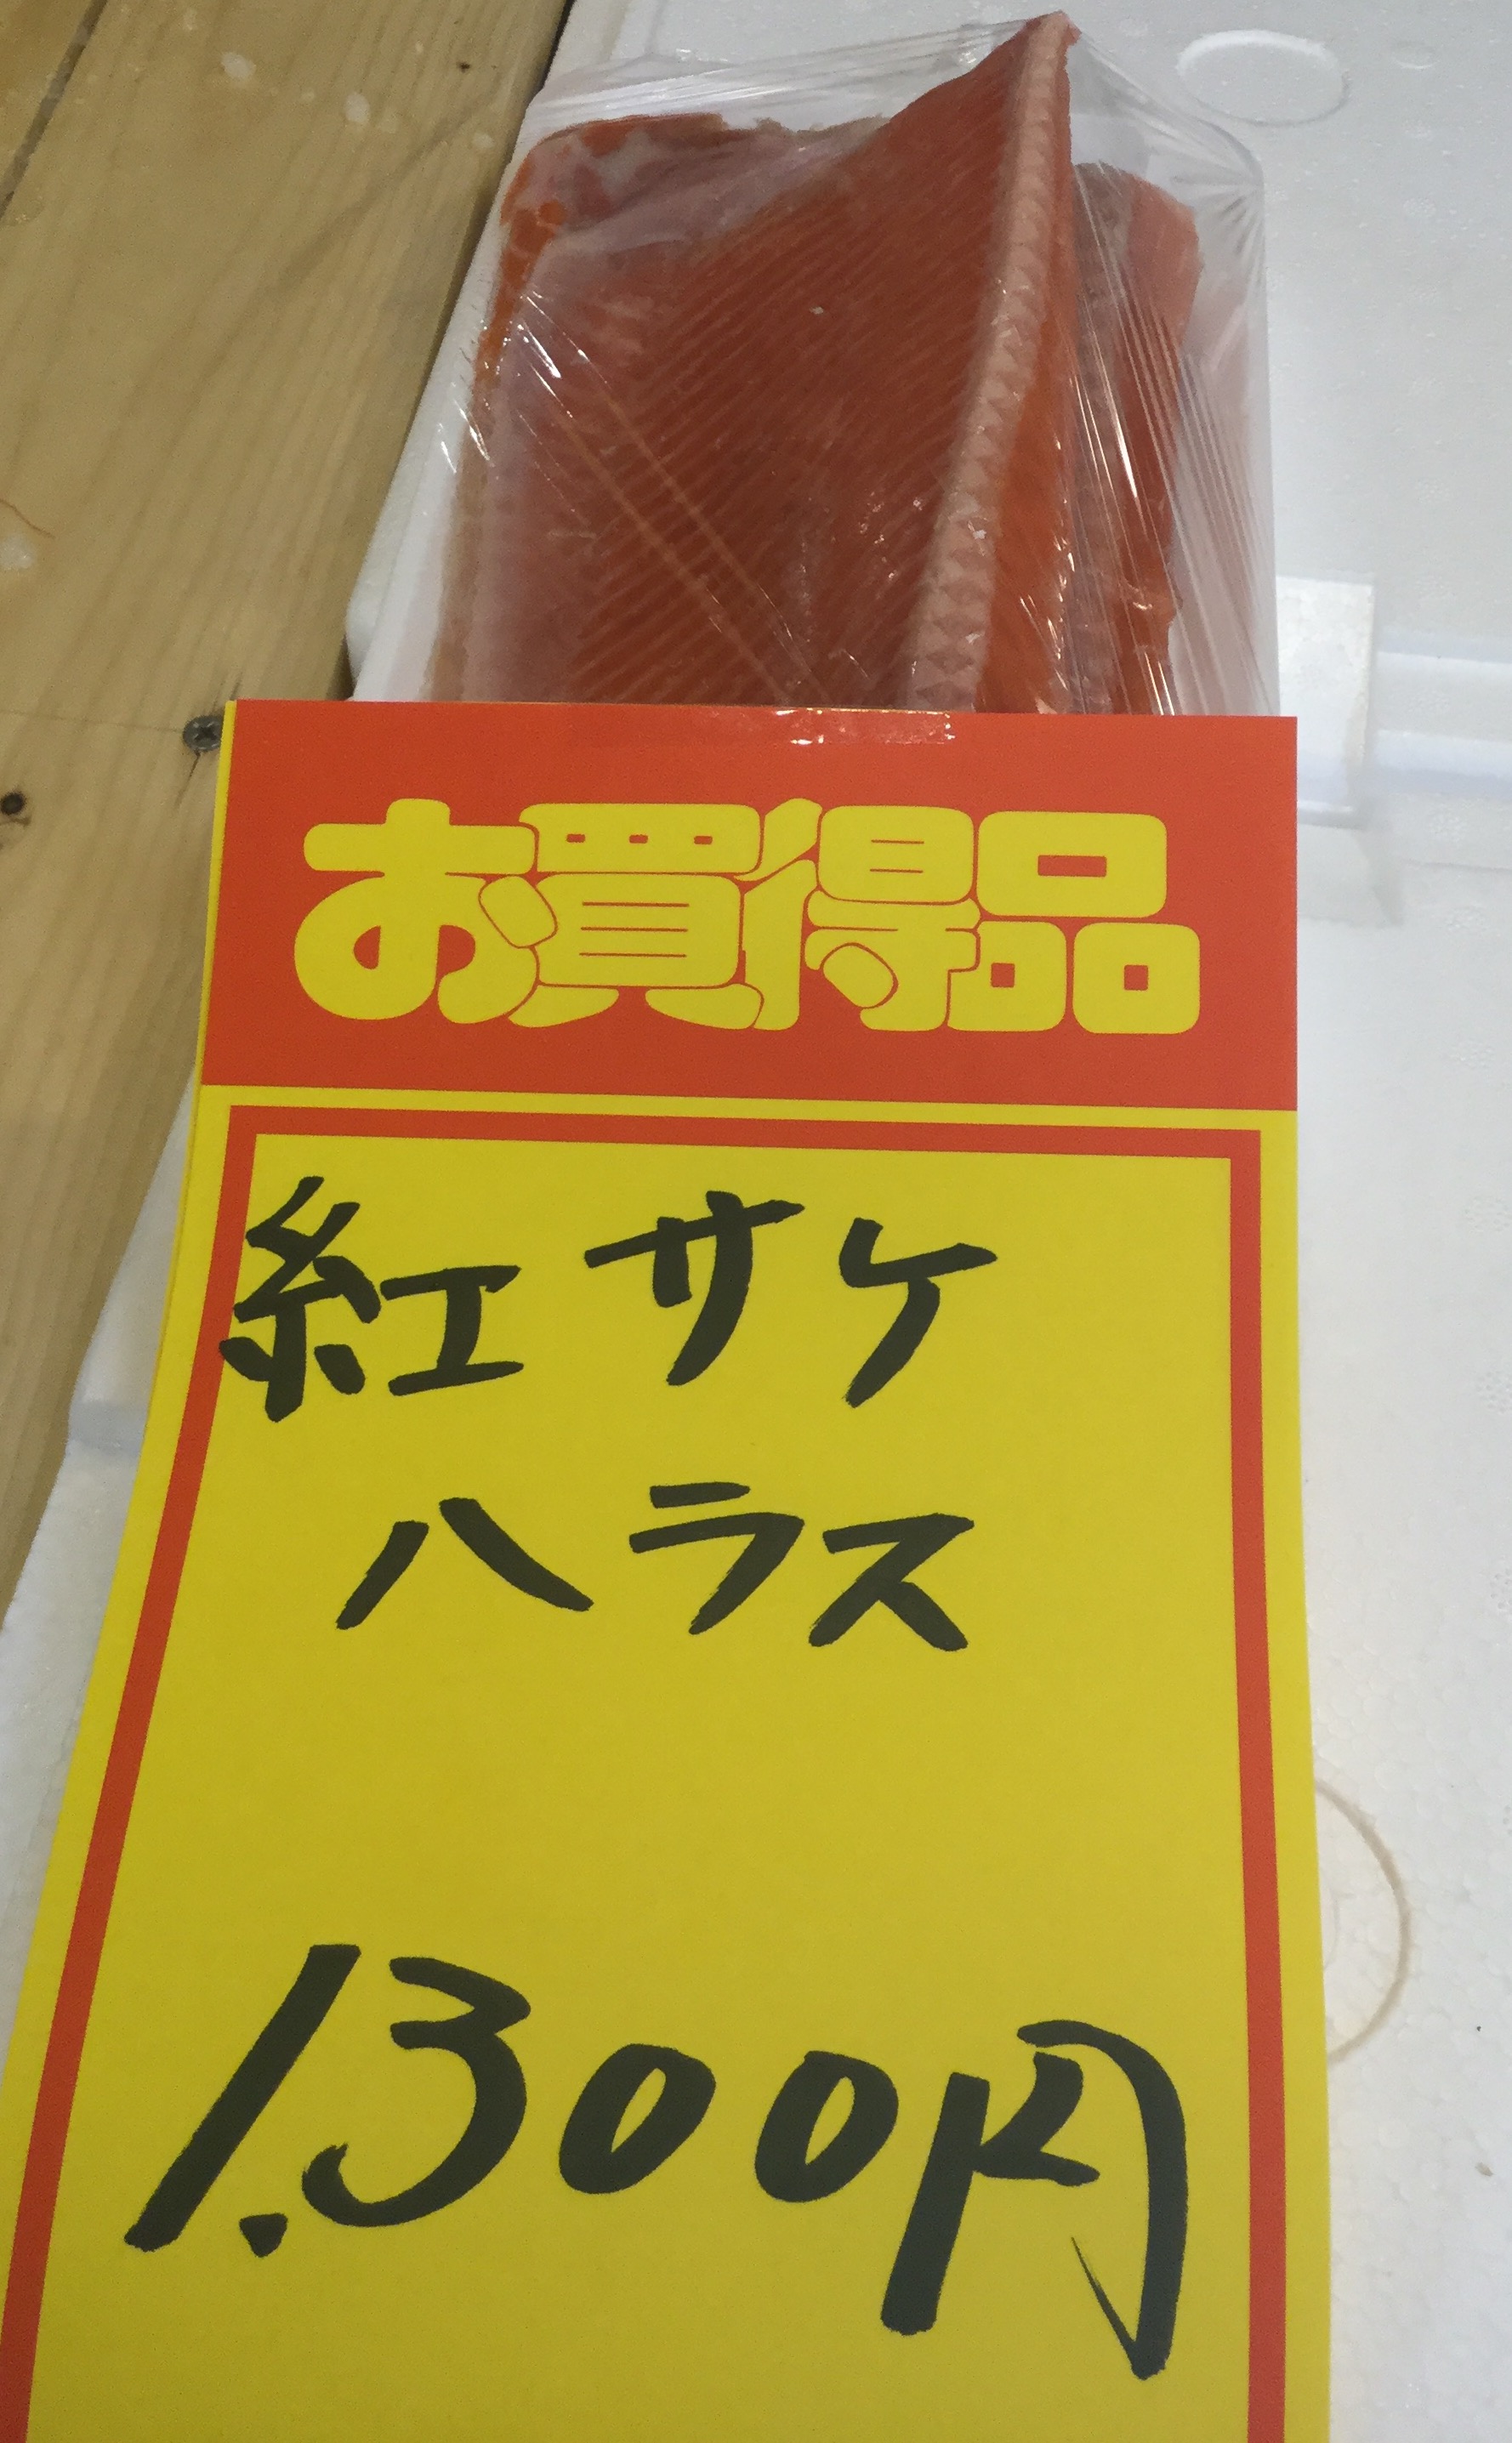 お買得品
紅サケ
ハラス
1,300円